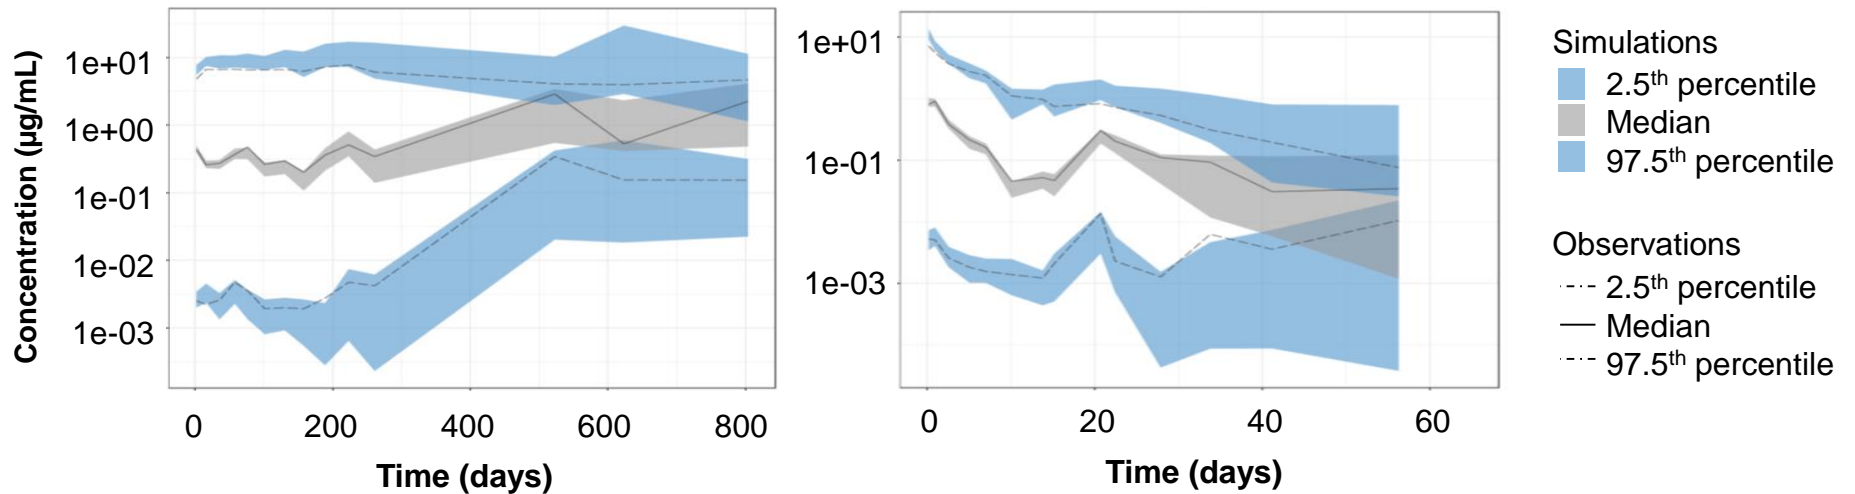 Concentration (µg/mL)
1e+01
1e+00
1e-01
1e-02
1e-03
0
200
400
600
800
Time (days)
1e+01
1e-01
1e-03
0
20
40
60
Time (days)
Simulations
2.5th percentile
Median
97.5th percentile
Observations
2.5th percentile
Median
97.5th percentile